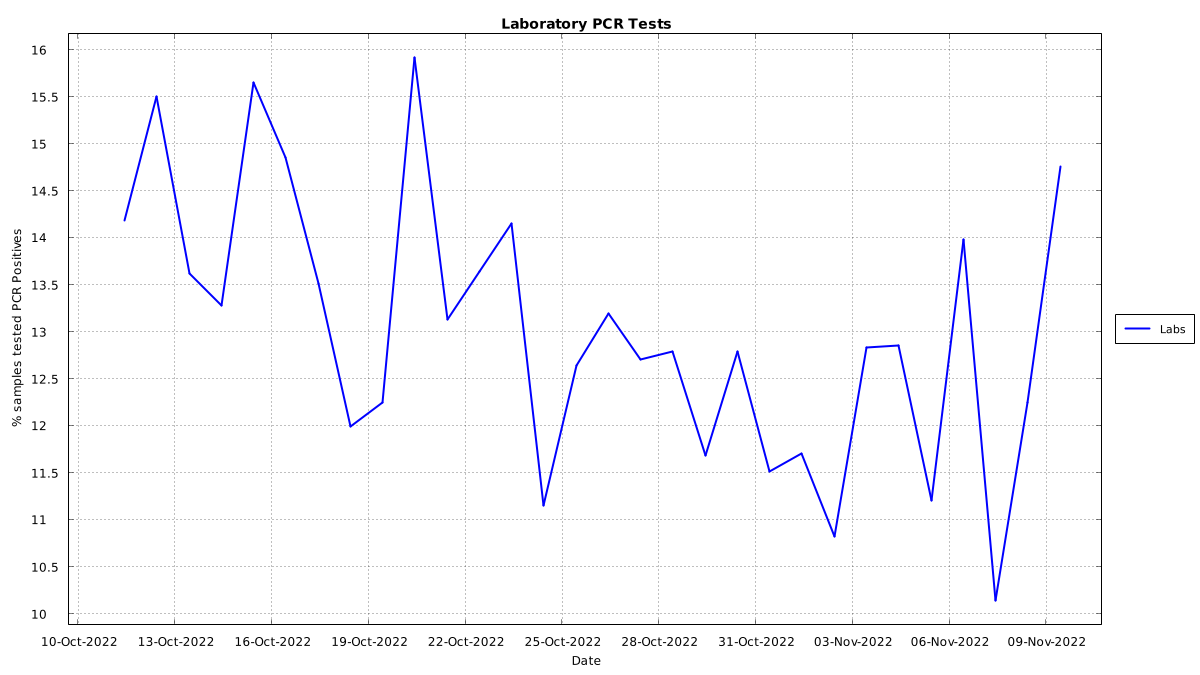 Laboratory PCR Tests
% samples tested PCR Positives
16
15.5
15
14.5
14
13.5
13
12.5
12
11.5
11
10.5
10
10-Oct-2022 13-Oct-2022 16-Oct-2022 19-Oct-2022 22-Oct-2022 25-Oct-2022 28-Oct-2022 31-Oct-2022 03-Nov-2022 06-Nov-2022 09-Nov-2022
Date
Labs